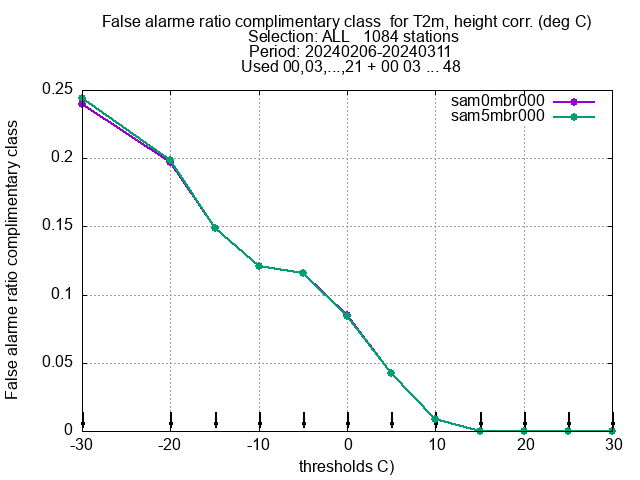 False alarme ratio complimentary class  for T2m, height corr. (deg C)
Selection: ALL   1084 stations
Period: 20240206-20240311
Used 00,03,...,21 + 00 03 ... 48
sam0mbr000
sam5mbr000
False alarme ratio complimentary class
0.25
0.2
0.15
0.1
0.05
0
-30 -20 -10 0 10 20 30
thresholds C)